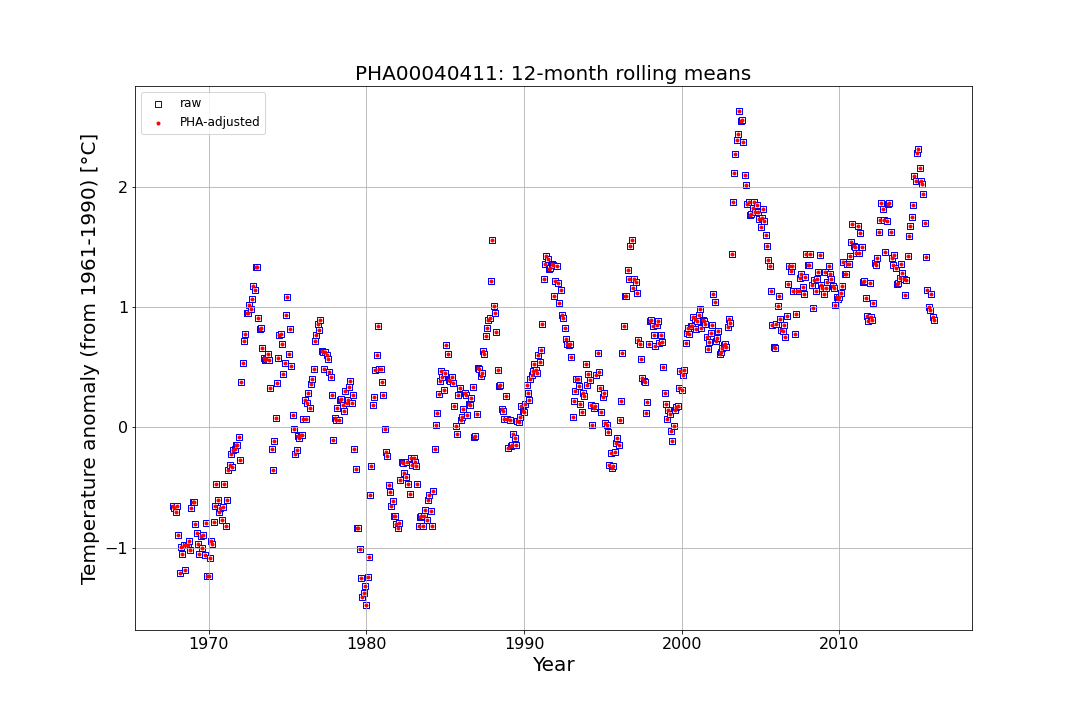 PHA00040411: 12-month rolling means
raw
PHA-adjusted
Temperature anomaly (from 1961-1990) [°C]
2
1
0
−1
1970 1980 1990 2000 2010
Year